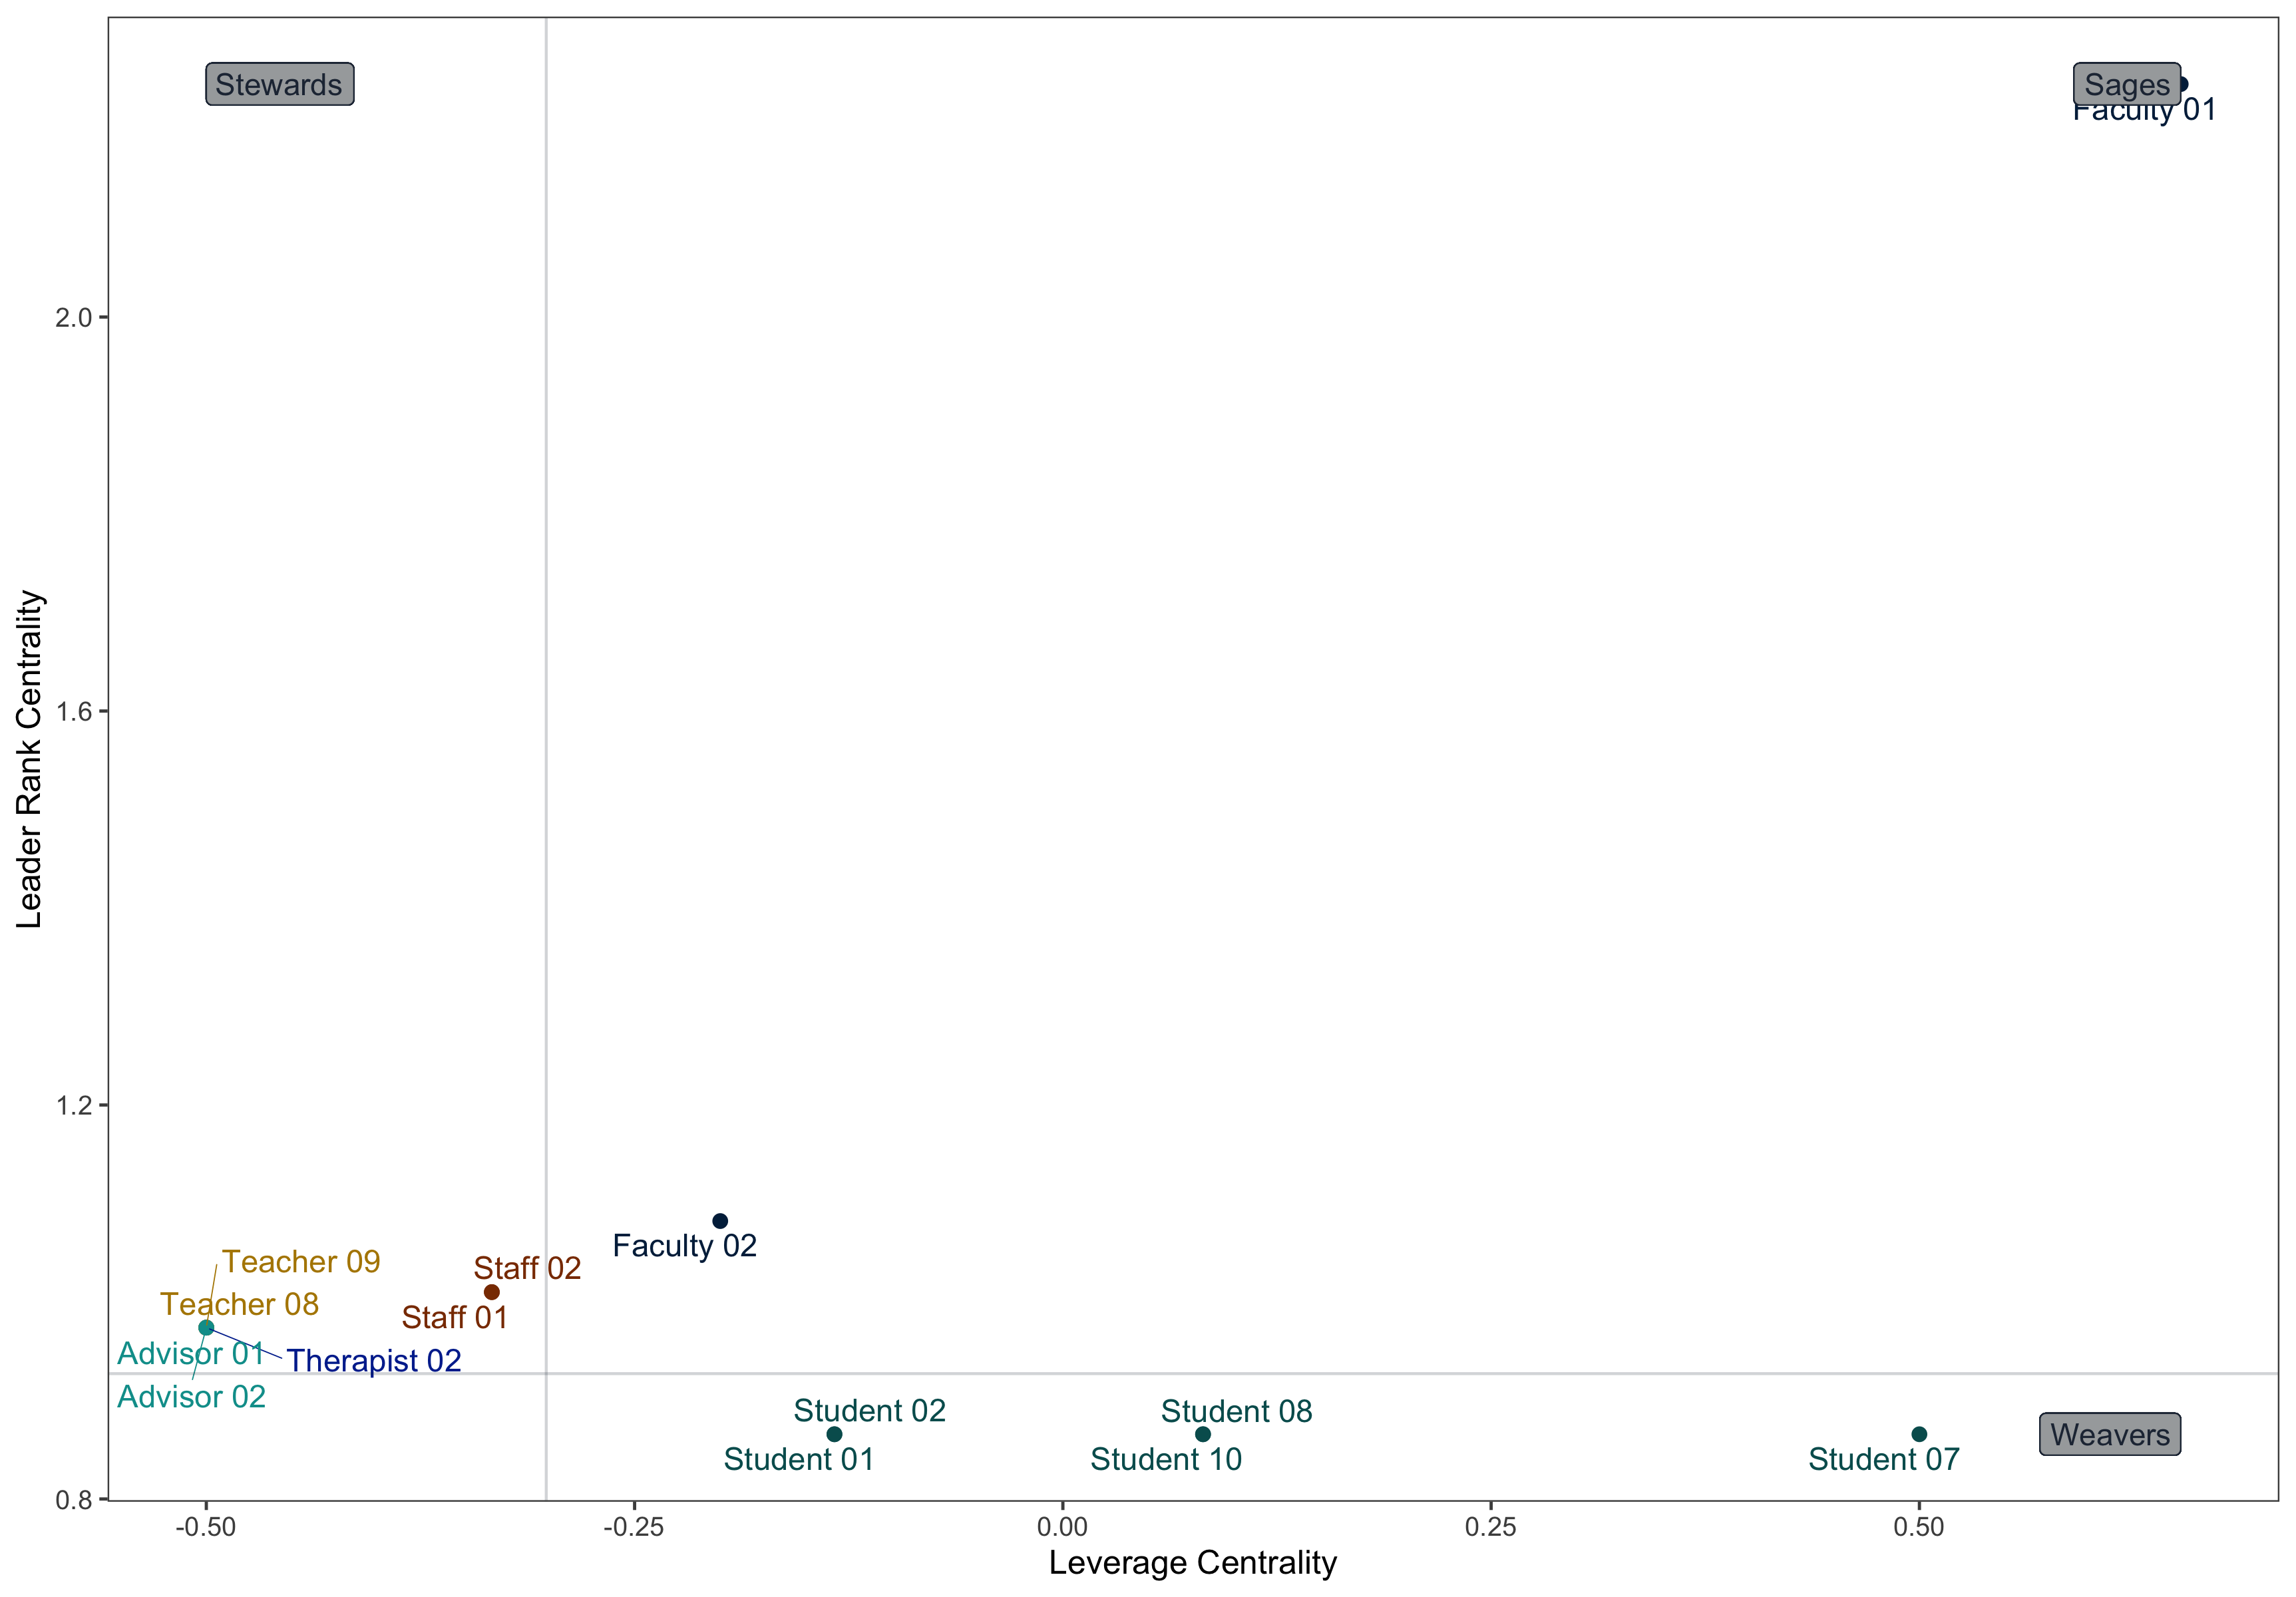 Stewards
Sages
Faculty 01
2.0
1.6
1.2
0.8
Leader Rank Centrality
Faculty 02
Teacher 09
Staff 02
Teacher 08
Staff 01
Advisor 01
Therapist 02
Advisor 02
Student 02
Student 08
Weavers
Student 01
Student 10
Student 07
-0.50
-0.25
0.00
0.25
0.50
Leverage Centrality